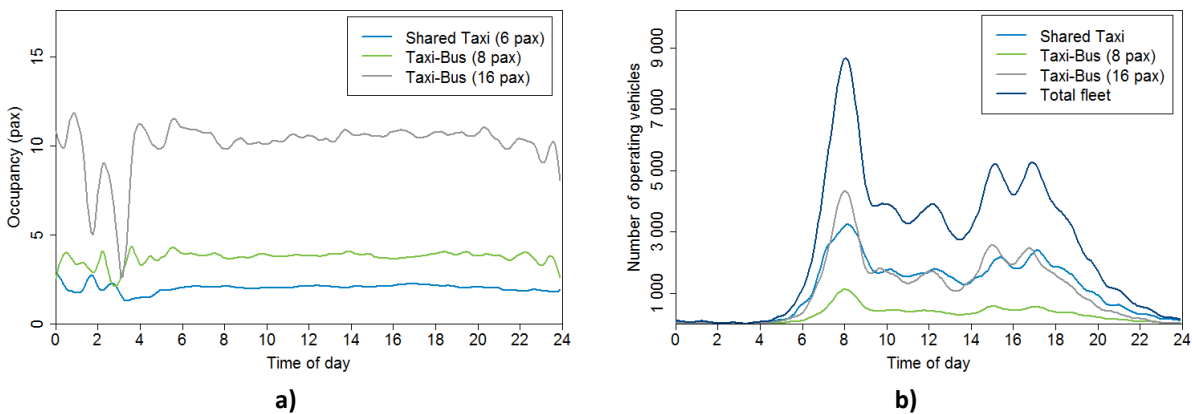 Shared Taxi (6 pax)
Taxi-Bus (8 pax)
Taxi-Bus (16 pax)
Occupancy (pax)
15
10
5
0
0 2 4 6 8 10 12 14 16 18 20 22 24
Time of day
a)
Shared Taxi
Taxi-Bus (8 pax)
Taxi-Bus (16 pax)
Total fleet
Number of operating vehicles
9 000
7 000
5 000
3 000
1 000
0 2 4 6 8 10 12 14 16 18 20 22 24
Time of day
b)